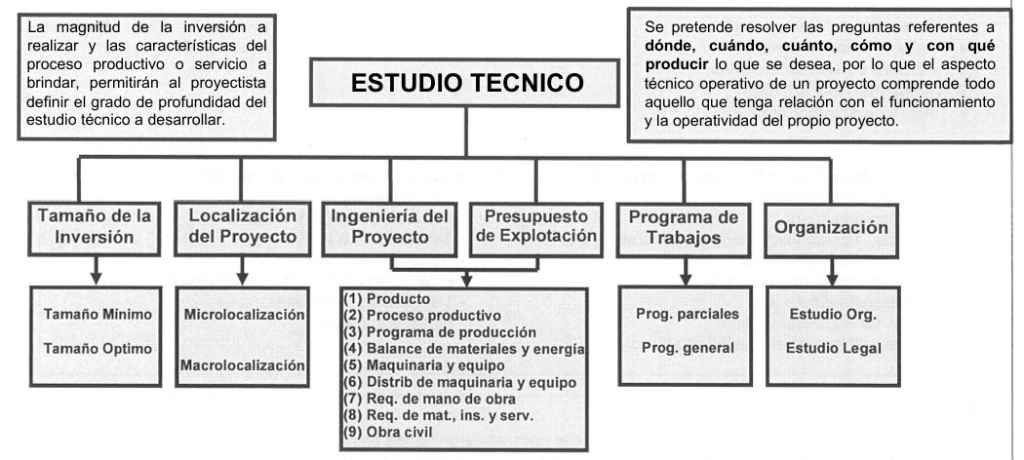 La magnitud de la inversión a
realizar y las características del
proceso productivo o servicio a
brindar, permitirán al proyectista
definir el grado de profundidad del
estudio técnico a desarrollar.
ESTUDIO TECNICO
Se pretende resolver las preguntas referentes a
dónde, cuándo, cuánto, cómo y con qué
producir lo que se desea, por lo que el aspecto
técnico operativo de un proyecto comprende todo
aquello que tenga relación con el funcionamiento
y la operatividad del propio proyecto.
Tamaño de la
Inversión
Localización
del Proyecto
Ingeniería del
Proyecto
Presupuesto
de Explotación
Programa de
Trabajos
Organización
Tamaño Mínimo
Tamaño Optimo
Microlocalización
Macrolocalización
(1) Producto
(2) Proceso productivo
(3) Programa de producción
(4) Balance de materiales y energía
(5) Maquinaria y equipo
(6) Distrib de maquinaria y equipo
(7) Req. de mano de obra
(8) Req. de mat., ins. y serv.
(9) Obra civil
Prog. parciales
Prog. general
Estudio Org.
Estudio Legal